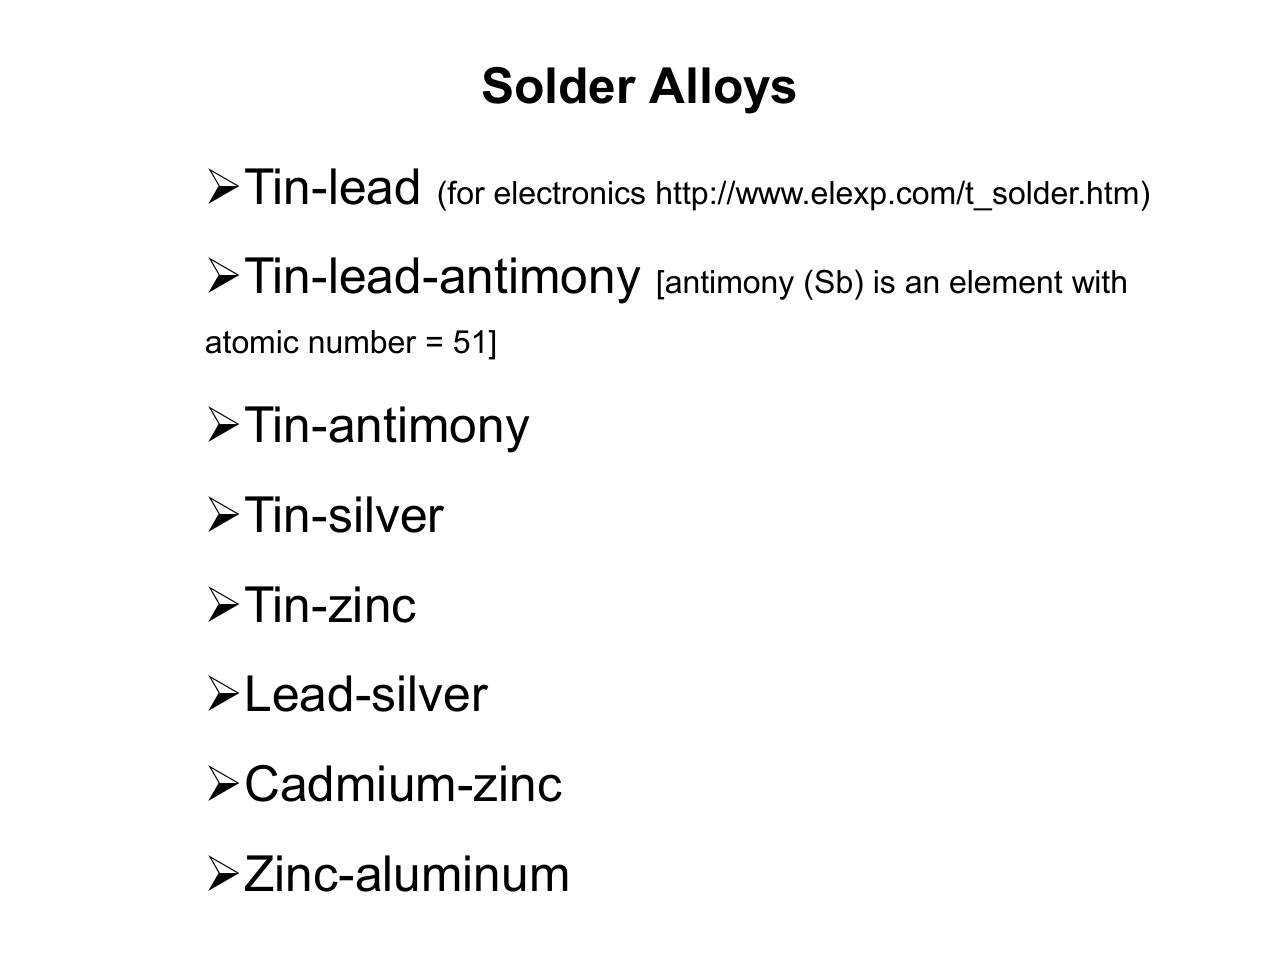 Solder Alloys
➢Tin-lead (for electronics http://www.elexp.com/t_solder.htm)
➢Tin-lead-antimony [antimony (Sb) is an element with
atomic number = 51]
➢Tin-antimony
➢Tin-silver
➢Tin-zinc
➢Lead-silver
➢Cadmium-zinc
➢Zinc-aluminum